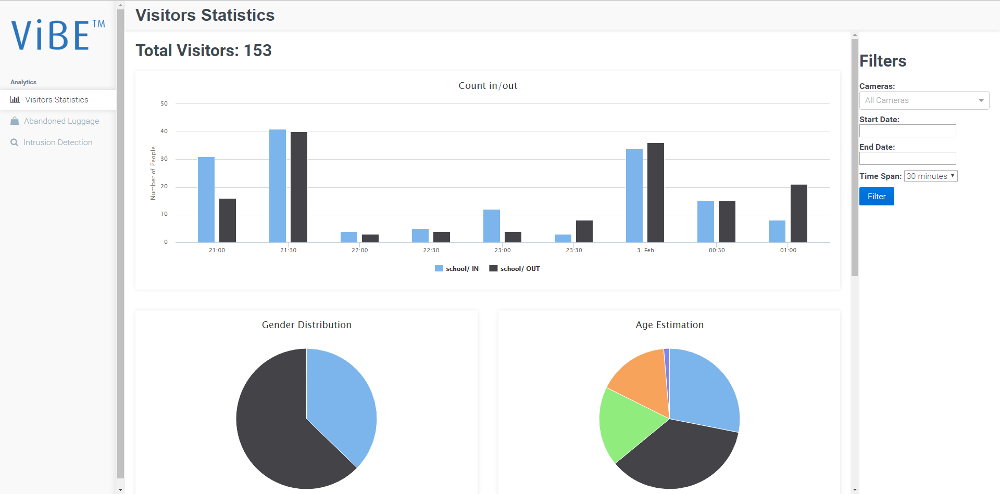 ViBE™
Analytics
Visitors Statistics
Abandoned Luggage
Intrusion Detection
Visitors Statistics
Total Visitors: 153
Count in/out
Number of People
50
40
30
20
10
0
21:00
21:30
22:00
22:30
23:00
23:30
3. Feb
00:30
01:00
school/ IN
school/ OUT
Gender Distribution
Age Estimation
Filters
Cameras:
All Cameras
Start Date:
End Date:
Time Span: 30 minutes
Filter